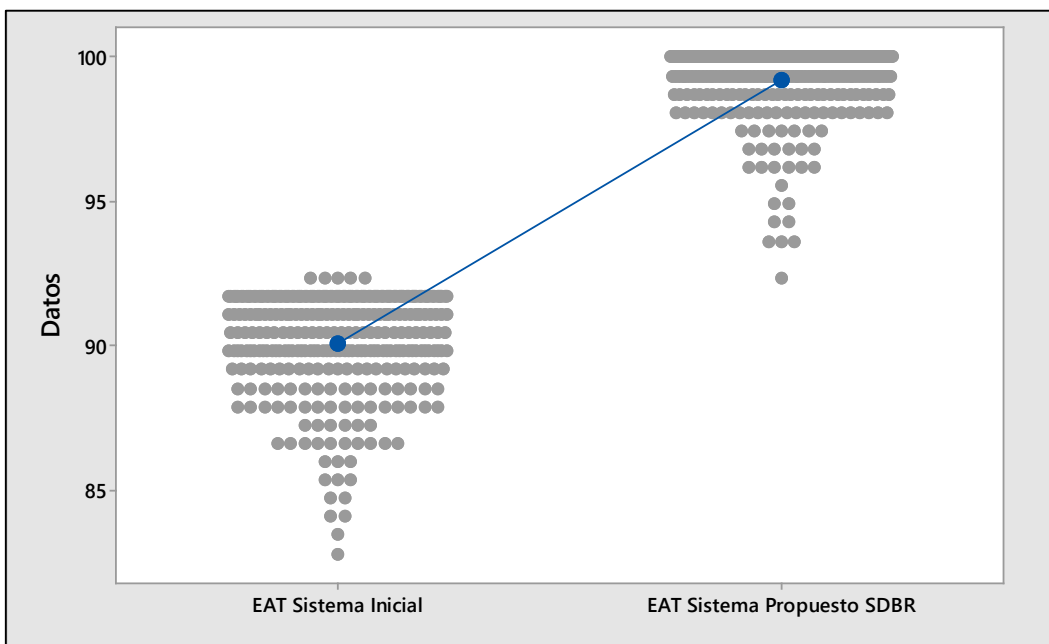 100
95
90
85
Datos
EAT Sistema Inicial
EAT Sistema Propuesto SDBR